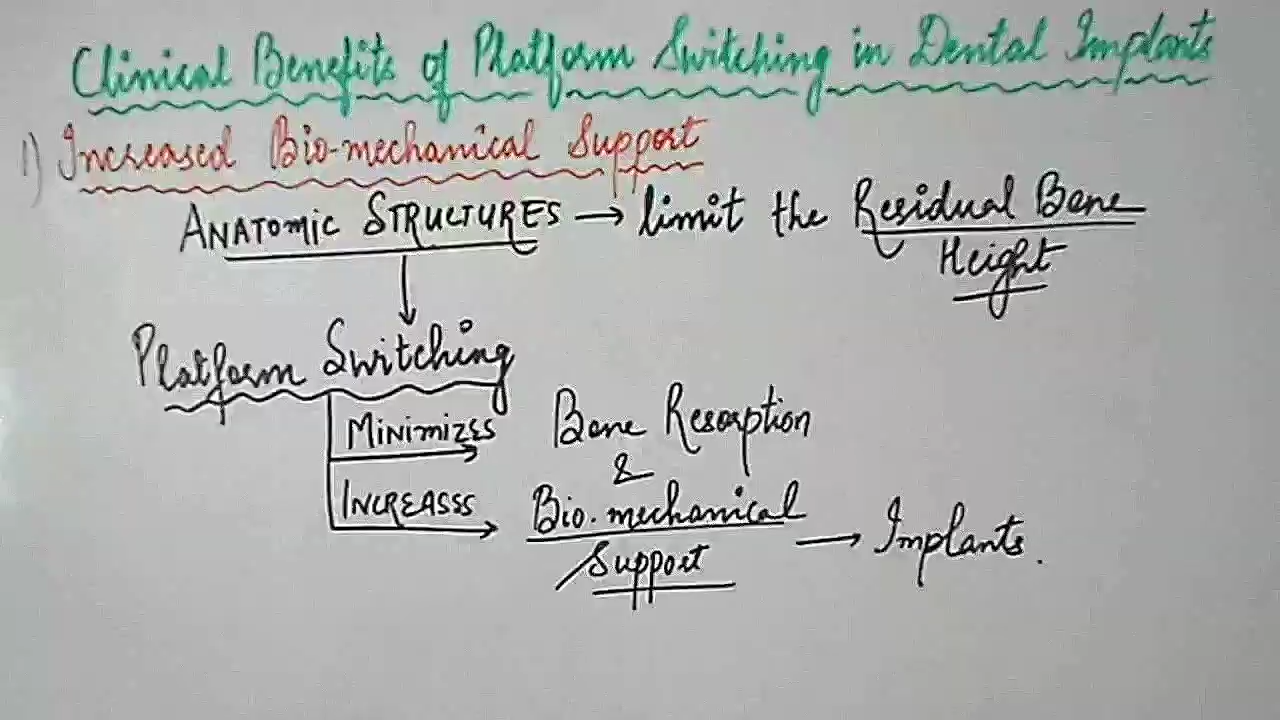 Clinical Benefits of Platform Switching in Dental Implants
1) Increased Bio-mechanical Support
ANATOMIC STRUCTURES → limit the Residual Bone
Height
Platform Switching
MINIMIZES Bone Resorption
&
INCREASSS Bio-mechanical
Support → Implants.